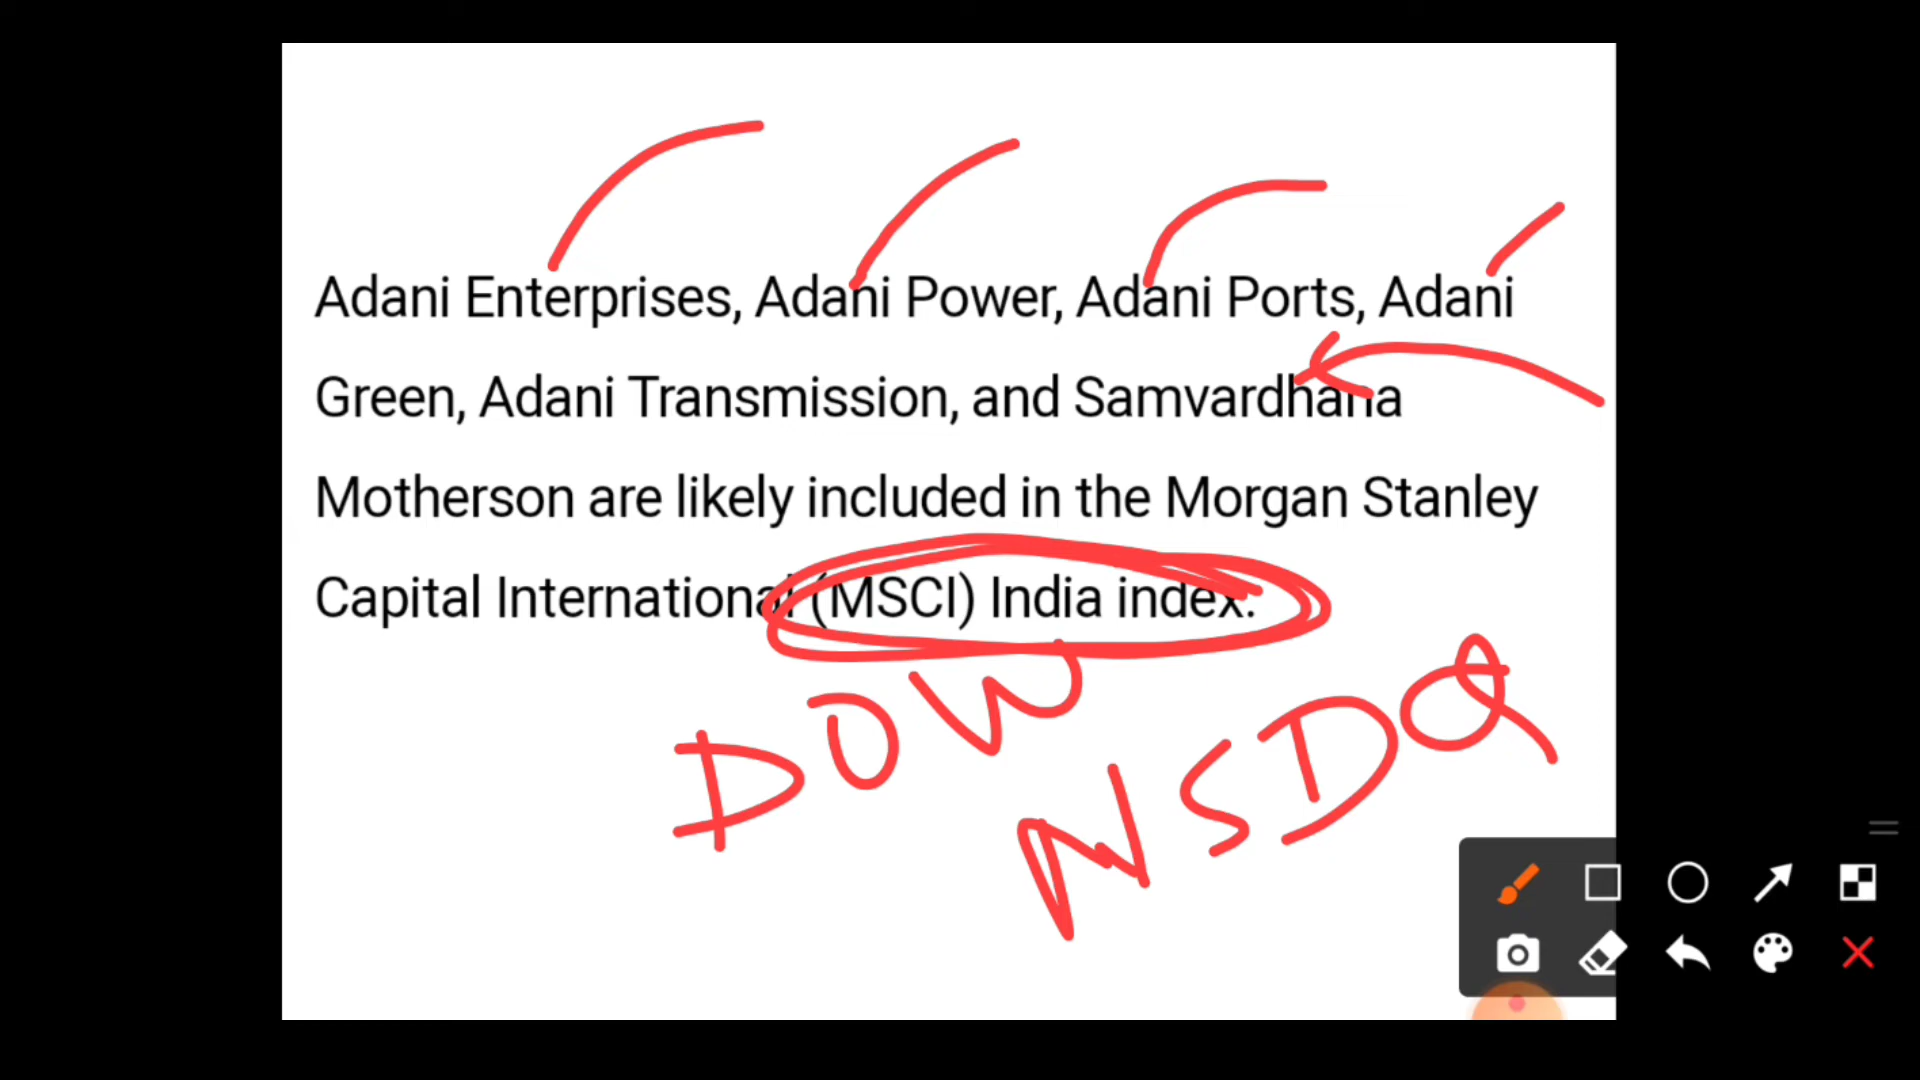 Adani Enterprises, Adani Power, Adani Ports, Adani
Green, Adani Transmission, and Samvardhana
Motherson are likely included in the Morgan Stanley
Capital International (MSCI) India index.
DOW
NSDQ